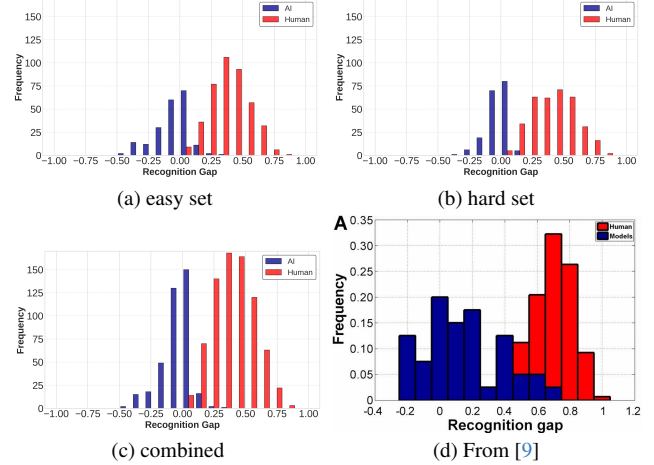 150
125
100
75
50
25
0
Frequency
AI
Human
−1.00 −0.75 −0.50 −0.25 0.00 0.25 0.50 0.75 1.00
Recognition Gap
(a) easy set
150
125
100
75
50
25
0
Frequency
AI
Human
−1.00 −0.75 −0.50 −0.25 0.00 0.25 0.50 0.75 1.00
Recognition Gap
(b) hard set
150
125
100
75
50
25
0
Frequency
AI
Human
−1.00 −0.75 −0.50 −0.25 0.00 0.25 0.50 0.75 1.00
Recognition Gap
(c) combined
A
0.35
0.30
0.25
0.20
0.15
0.10
0.05
0.00
Frequency
Human
Models
-0.4 -0.2 0 0.2 0.4 0.6 0.8 1.0 1.2
Recognition gap
(d) From [9]